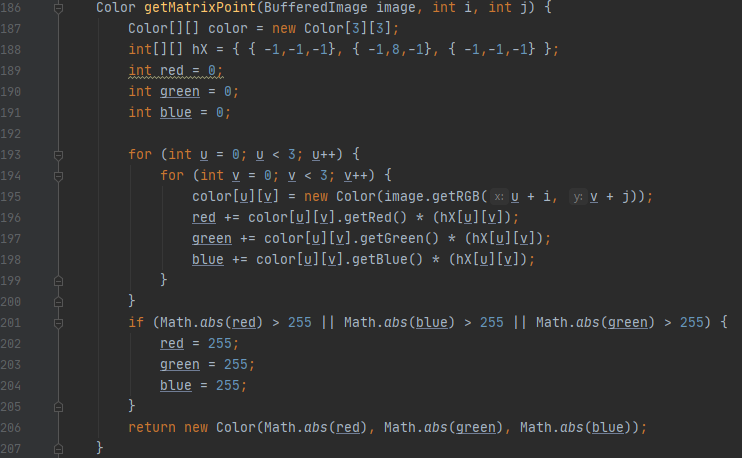 186 Color getMatrixPoint(BufferedImage image, int i, int j) {
187 Color[][] color = new Color[3][3];
188 int[][] hX = { { -1,-1,-1}, { -1,8,-1}, { -1,-1,-1} };
189 int red = 0;
190 int green = 0;
191 int blue = 0;
192
193 for (int u = 0; u < 3; u++) {
194 for (int v = 0; v < 3; v++) {
195 color[u][v] = new Color(image.getRGB( x: u + i, y: v + j));
196 red += color[u][v].getRed() * (hX[u][v]);
197 green += color[u][v].getGreen() * (hX[u][v]);
198 blue += color[u][v].getBlue() * (hX[u][v]);
199 }
200 }
201 if (Math.abs(red) > 255 || Math.abs(blue) > 255 || Math.abs(green) > 255) {
202 red = 255;
203 green = 255;
204 blue = 255;
205 }
206 return new Color(Math.abs(red), Math.abs(green), Math.abs(blue));
207 }